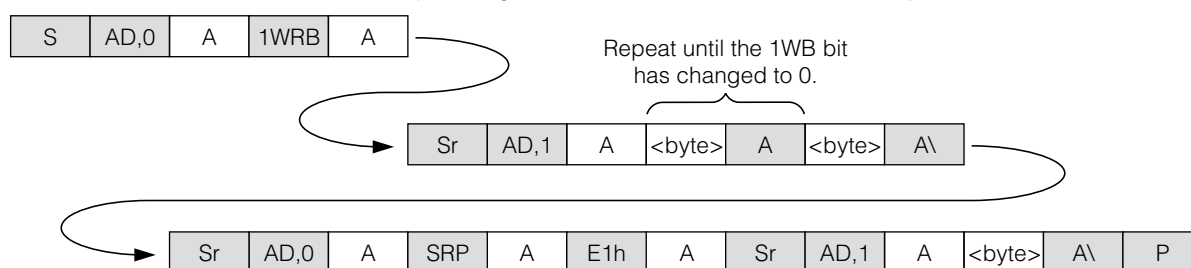 S AD,0 A 1WRB A
Repeat until the 1WB bit
has changed to 0.
Sr AD,1 A <byte> A <byte> A\
Sr AD,0 A SRP A E1h A Sr AD,1 A <byte> A\ P